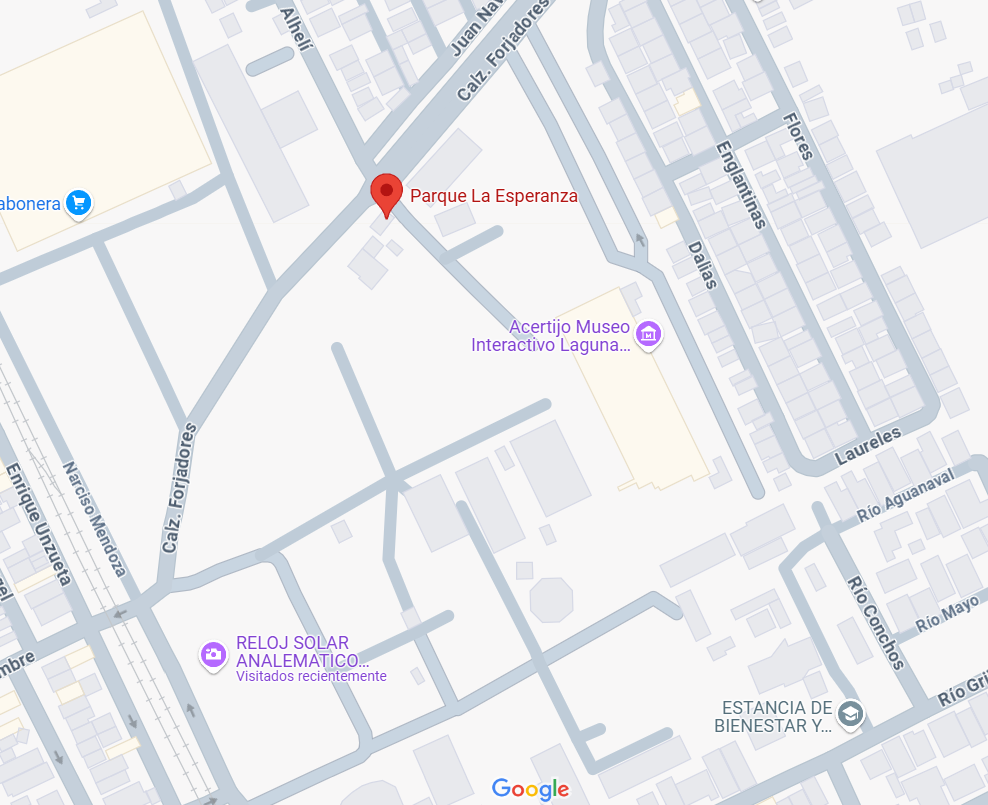 Alhelí
Juan Nav
Calz. Forjadores
Flores
Englantinas
abonera
Parque La Esperanza
Dalias
Acertijo Museo
Interactivo Laguna...
Laureles
Calz. Forjadores
Narciso Mendoza
Enrique Unzueta
Río Aguanaval
gel
Río Conchos
Río Mayo
mbre
RELOJ SOLAR
ANALEMATICO...
Visitados recientemente
Río Gri
ESTANCIA DE
BIENESTAR Y...
Google